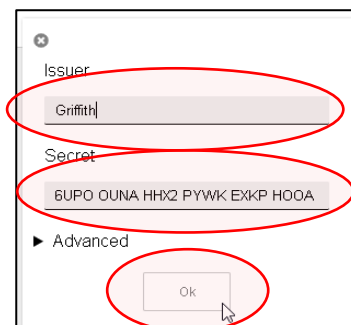 Issuer
Griffith
Secret
6UPO OUNA HHX2 PYWK EXKP HOOA
Advanced
Ok